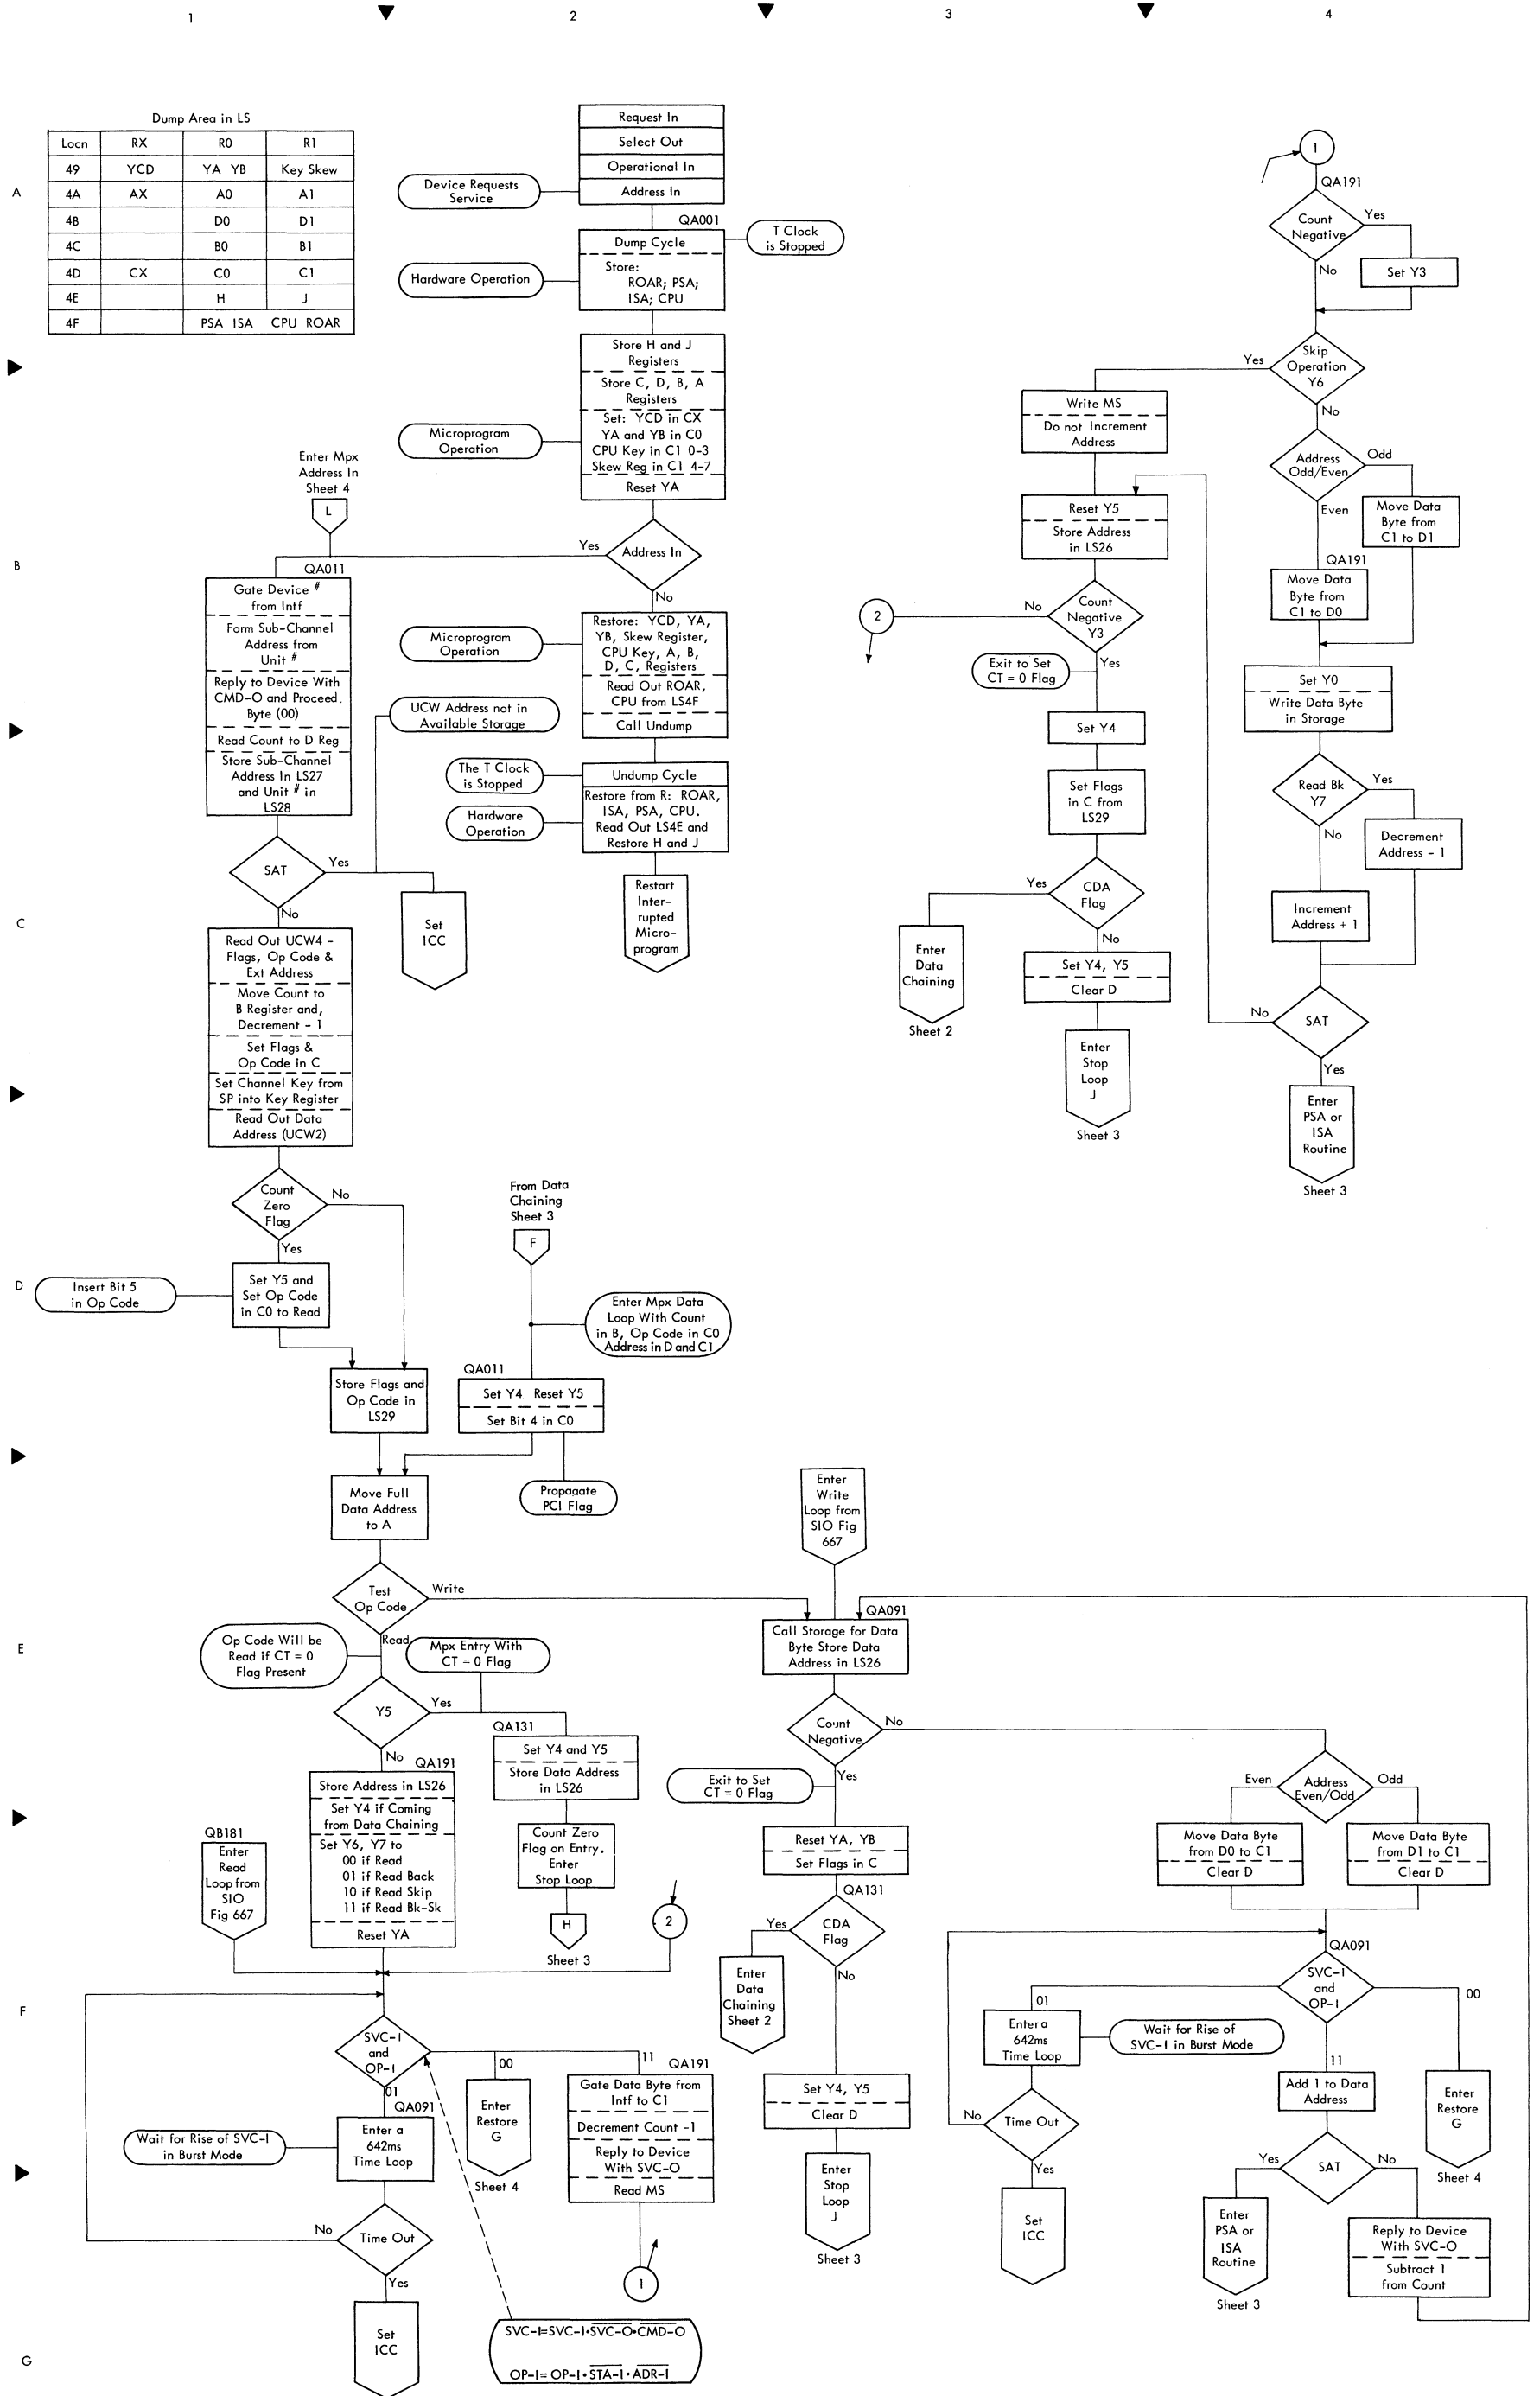 1
2
3
4
A
B
C
D
E
F
G
Dump Area in LS
Locn RX R0 R1
49 YCD YA YB Key Skew
4A AX A0 A1
4B D0 D1
4C B0 B1
4D CX C0 C1
4E H J
4F PSA ISA CPU ROAR
Request In
Select Out
Operational In
Address In
Device Requests
Service
QA001
Dump Cycle
Store:
ROAR; PSA;
ISA; CPU
T Clock
is Stopped
Hardware Operation
Store H and J
Registers
Store C, D, B, A
Registers
Set: YCD in CX
YA and YB in C0
CPU Key in C1 0-3
Skew Reg in C1 4-7
Reset YA
Microprogram
Operation
Enter Mpx
Address In
Sheet 4
L
Address In
Yes
No
QA011
Gate Device #
from Intf
Form Sub-Channel
Address from
Unit #
Reply to Device With
CMD-O and Proceed.
Byte (00)
Read Count to D Reg
Store Sub-Channel
Address In LS27
and Unit # in
LS28
Microprogram
Operation
Restore: YCD, YA,
YB, Skew Register,
CPU Key, A, B,
D, C, Registers
Read Out ROAR,
CPU from LS4F
Call Undump
UCW Address not in
Available Storage
The T Clock
is Stopped
Hardware
Operation
Undump Cycle
Restore from R: ROAR,
ISA, PSA, CPU.
Read Out LS4E and
Restore H and J
Restart
Inter-
rupted
Micro-
program
SAT
Yes
No
Set
ICC
Read Out UCW4 -
Flags, Op Code &
Ext Address
Move Count to
B Register and,
Decrement - 1
Set Flags &
Op Code in C
Set Channel Key from
SP into Key Register
Read Out Data
Address (UCW2)
Count
Zero
Flag
No
Yes
Insert Bit 5
in Op Code
Set Y5 and
Set Op Code
in C0 to Read
From Data
Chaining
Sheet 3
F
Enter Mpx Data
Loop With Count
in B, Op Code in C0
Address in D and C1
Store Flags and
Op Code in
LS29
QA011
Set Y4 Reset Y5
Set Bit 4 in C0
Propagate
PCI Flag
Move Full
Data Address
to A
Test
Op Code
Write
Read
Op Code Will be
Read if CT = 0
Flag Present
Mpx Entry With
CT = 0 Flag
Y5
Yes
No
QA131
Set Y4 and Y5
Store Data Address
in LS26
Count Zero
Flag on Entry.
Enter
Stop Loop
H
Sheet 3
QA191
Store Address in LS26
Set Y4 if Coming
from Data Chaining
Set Y6, Y7 to
00 if Read
01 if Read Back
10 if Read Skip
11 if Read Bk-Sk
Reset YA
QB181
Enter
Read
Loop from
SIO
Fig 667
2
SVC-I
and
OP-I
00
11
01
QA091
Enter a
642ms
Time Loop
Wait for Rise of SVC-I
in Burst Mode
Enter
Restore
G
Sheet 4
QA191
Gate Data Byte from
Intf to C1
Decrement Count -1
Reply to Device
With SVC-O
Read MS
1
No
Time Out
Yes
Set
ICC
SVC-I=SVC-I•SVC-O•CMD-O
OP-I= OP-I•STA-I•ADR-I
1
QA191
Count
Negative
Yes
No
Set Y3
Skip
Operation
Y6
Yes
No
Write MS
Do not Increment
Address
Address
Odd/Even
Odd
Even
Move Data
Byte from
C1 to D1
QA191
Move Data
Byte from
C1 to D0
Reset Y5
Store Address
in LS26
2
No
Count
Negative
Y3
Yes
Exit to Set
CT = 0 Flag
Set Y4
Set Flags
in C from
LS29
Set Y0
Write Data Byte
in Storage
Read Bk
Y7
Yes
No
Decrement
Address - 1
Increment
Address + 1
CDA
Flag
Yes
No
Enter
Data
Chaining
Sheet 2
Set Y4, Y5
Clear D
Enter
Stop
Loop
J
Sheet 3
SAT
No
Yes
Enter
PSA or
ISA
Routine
Sheet 3
Enter
Write
Loop from
SIO Fig
667
QA091
Call Storage for Data
Byte Store Data
Address in LS26
Count
Negative
No
Yes
Exit to Set
CT = 0 Flag
Reset YA, YB
Set Flags in C
QA131
CDA
Flag
Yes
No
Enter
Data
Chaining
Sheet 2
Set Y4, Y5
Clear D
Enter
Stop
Loop
J
Sheet 3
Address
Even/Odd
Even
Odd
Move Data Byte
from D0 to C1
Clear D
Move Data Byte
from D1 to C1
Clear D
QA091
SVC-I
and
OP-I
01
00
11
Enter a
642ms
Time Loop
Wait for Rise of
SVC-I in Burst Mode
Time Out
No
Yes
Set
ICC
Add 1 to Data
Address
Enter
Restore
G
Sheet 4
SAT
Yes
No
Enter
PSA or
ISA
Routine
Sheet 3
Reply to Device
With SVC-O
Subtract 1
from Count